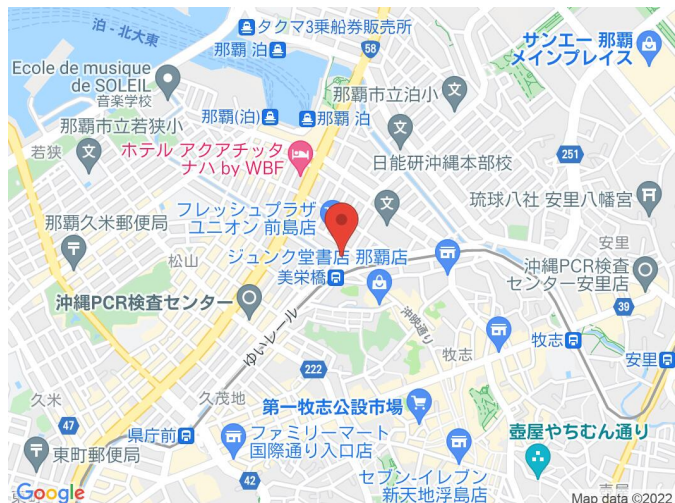 泊 - 北大東
タクマ3乗船券販売所
那覇 泊
58
サンエー 那覇
メインプレイス
Ecole de musique
de SOLEIL
音楽学校
那覇市立若狭小
那覇(泊)
那覇 泊
那覇市立泊小
若狭
ホテル アクアチッタ
ナハ by WBF
日能研沖縄本部校
251
琉球八社 安里八幡宮
那覇久米郵便局
フレッシュプラザ
ユニオン 前島店
松山
ジュンク堂書店 那覇店
安里
美栄橋
沖縄PCR検査
センター安里店
沖縄PCR検査センター
39
沖映通り
ゆいレール
牧志
牧志
安里
222
久米
久茂地
第一牧志公設市場
47
県庁前
東町郵便局
ファミリーマート
国際通り入口店
壺屋やちむん通り
42
セブン-イレブン
新天地浮島店
Google
Map data ©2022